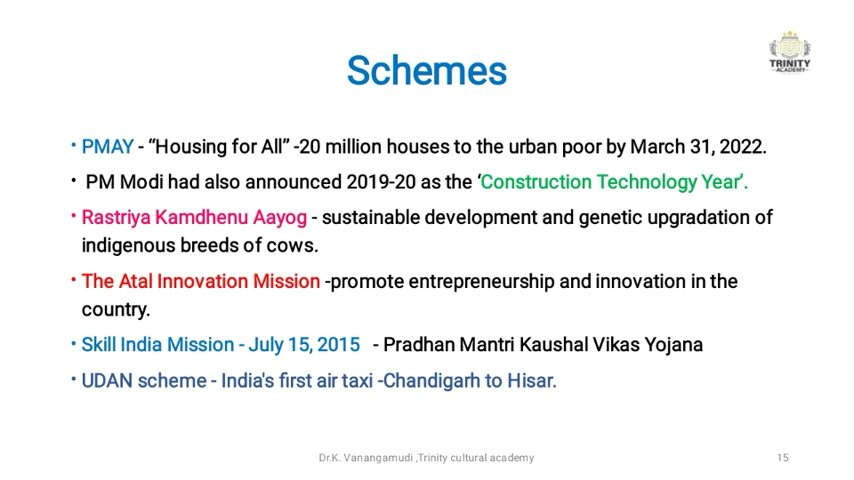 TRINITY
ACADEMY
Schemes
• PMAY - “Housing for All” -20 million houses to the urban poor by March 31, 2022.
• PM Modi had also announced 2019-20 as the ‘Construction Technology Year’.
• Rastriya Kamdhenu Aayog - sustainable development and genetic upgradation of
indigenous breeds of cows.
• The Atal Innovation Mission -promote entrepreneurship and innovation in the
country.
• Skill India Mission - July 15, 2015 - Pradhan Mantri Kaushal Vikas Yojana
• UDAN scheme - India's first air taxi -Chandigarh to Hisar.
Dr.K. Vanangamudi ,Trinity cultural academy
15